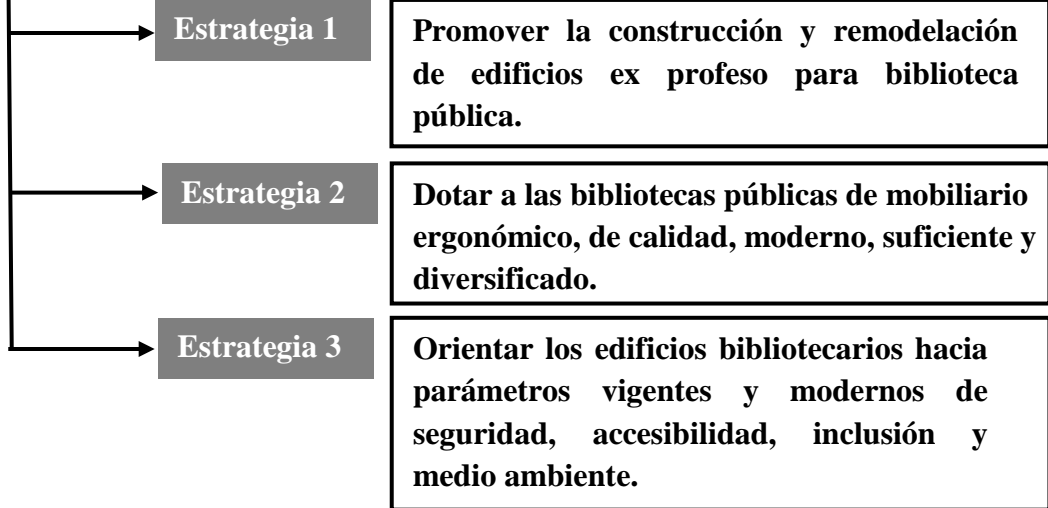 Estrategia 1
Promover la construcción y remodelación
de edificios ex profeso para biblioteca
pública.
Estrategia 2
Dotar a las bibliotecas públicas de mobiliario
ergonómico, de calidad, moderno, suficiente y
diversificado.
Estrategia 3
Orientar los edificios bibliotecarios hacia
parámetros vigentes y modernos de
seguridad, accesibilidad, inclusión y
medio ambiente.